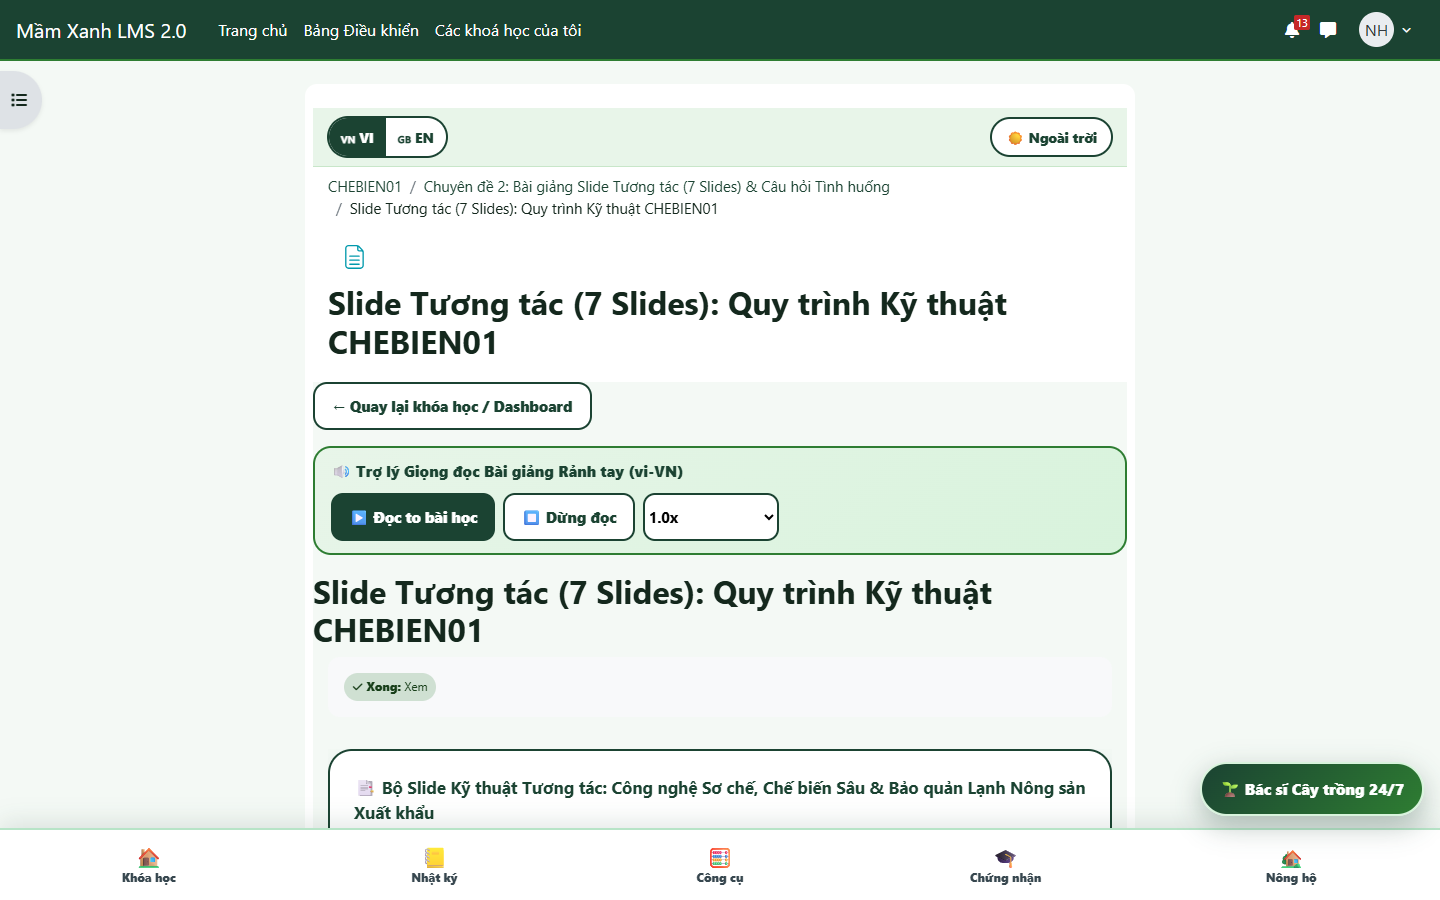 Mầm Xanh LMS 2.0
Trang chủ
Bảng Điều khiển
Các khoá học của tôi
13
NH
VN VI
GB EN
Ngoài trời
CHEBIEN01 / Chuyên đề 2: Bài giảng Slide Tương tác (7 Slides) & Câu hỏi Tình huống
/ Slide Tương tác (7 Slides): Quy trình Kỹ thuật CHEBIEN01
Slide Tương tác (7 Slides): Quy trình Kỹ thuật
CHEBIEN01
← Quay lại khóa học / Dashboard
Trợ lý Giọng đọc Bài giảng Rảnh tay (vi-VN)
Đọc to bài học
Dừng đọc
1.0x
Slide Tương tác (7 Slides): Quy trình Kỹ thuật
CHEBIEN01
Xong: Xem
Bộ Slide Kỹ thuật Tương tác: Công nghệ Sơ chế, Chế biến Sâu & Bảo quản Lạnh Nông sản
Xuất khẩu
Bác sĩ Cây trồng 24/7
Khóa học
Nhật ký
Công cụ
Chứng nhận
Nông hộ